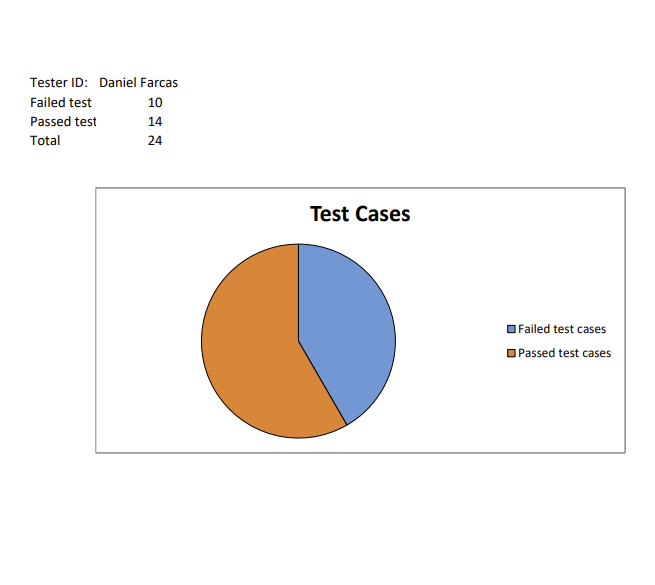 Tester ID: Daniel Farcas
Failed test 10
Passed test 14
Total 24
Test Cases
Failed test cases
Passed test cases